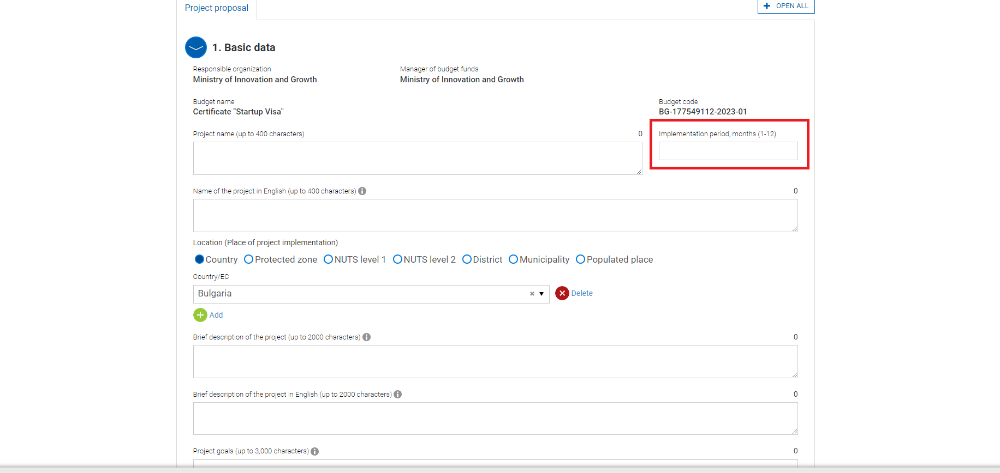 Project proposal
OPEN ALL
1. Basic data
Responsible organization
Ministry of Innovation and Growth
Manager of budget funds
Ministry of Innovation and Growth
Budget name
Certificate "Startup Visa"
Budget code
BG-177549112-2023-01
Project name (up to 400 characters)
0
Implementation period, months (1-12)
Name of the project in English (up to 400 characters)
0
Location (Place of project implementation)
Country Protected zone NUTS level 1 NUTS level 2 District Municipality Populated place
Country/EC
Bulgaria
Delete
Add
Brief description of the project (up to 2000 characters)
0
Brief description of the project in English (up to 2000 characters)
0
Project goals (up to 3,000 characters)
0